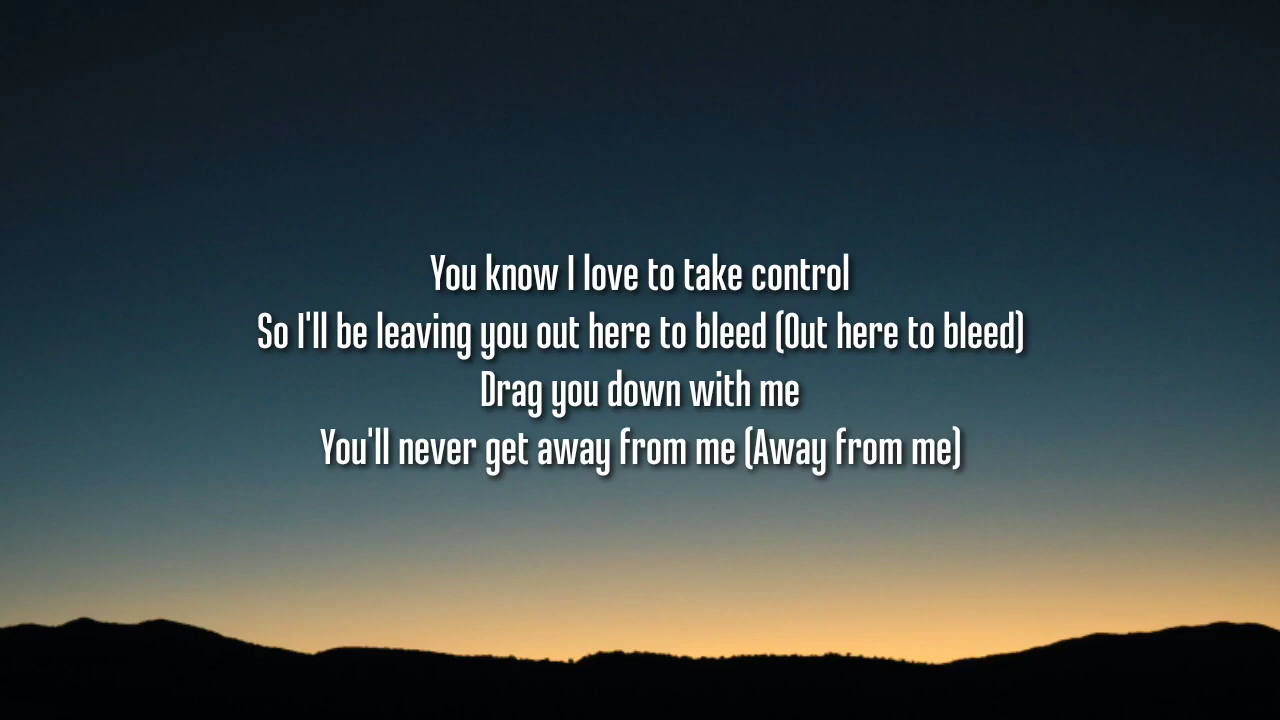 You know I love to take control
So I'll be leaving you out here to bleed (Out here to bleed)
Drag you down with me
You'll never get away from me (Away from me)